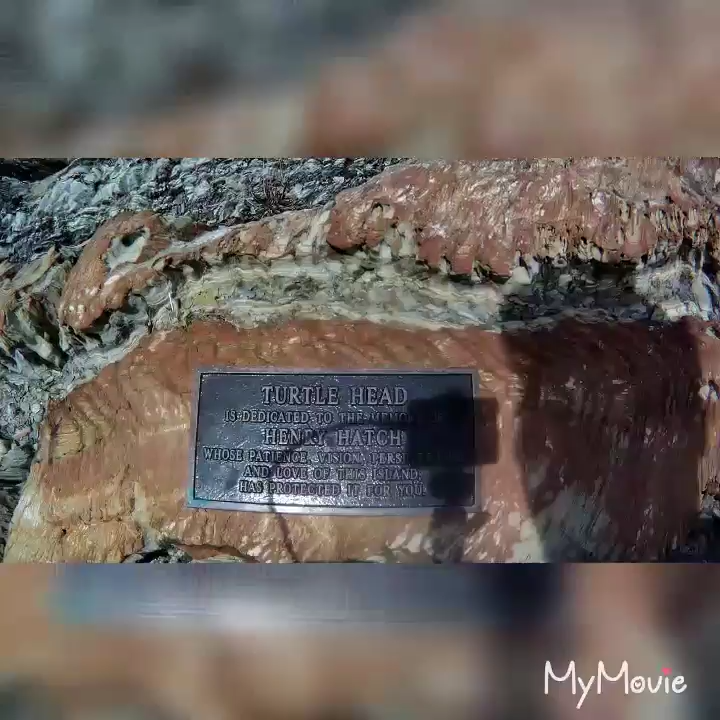 TURTLE HEAD
IS DEDICATED TO THE
HENRY HATCH
WHOSE PATIENCE, VISION,
AND LOVE OF THIS ISLAND,
HAS PROTECTED IT FOR YOU.
MyMovie